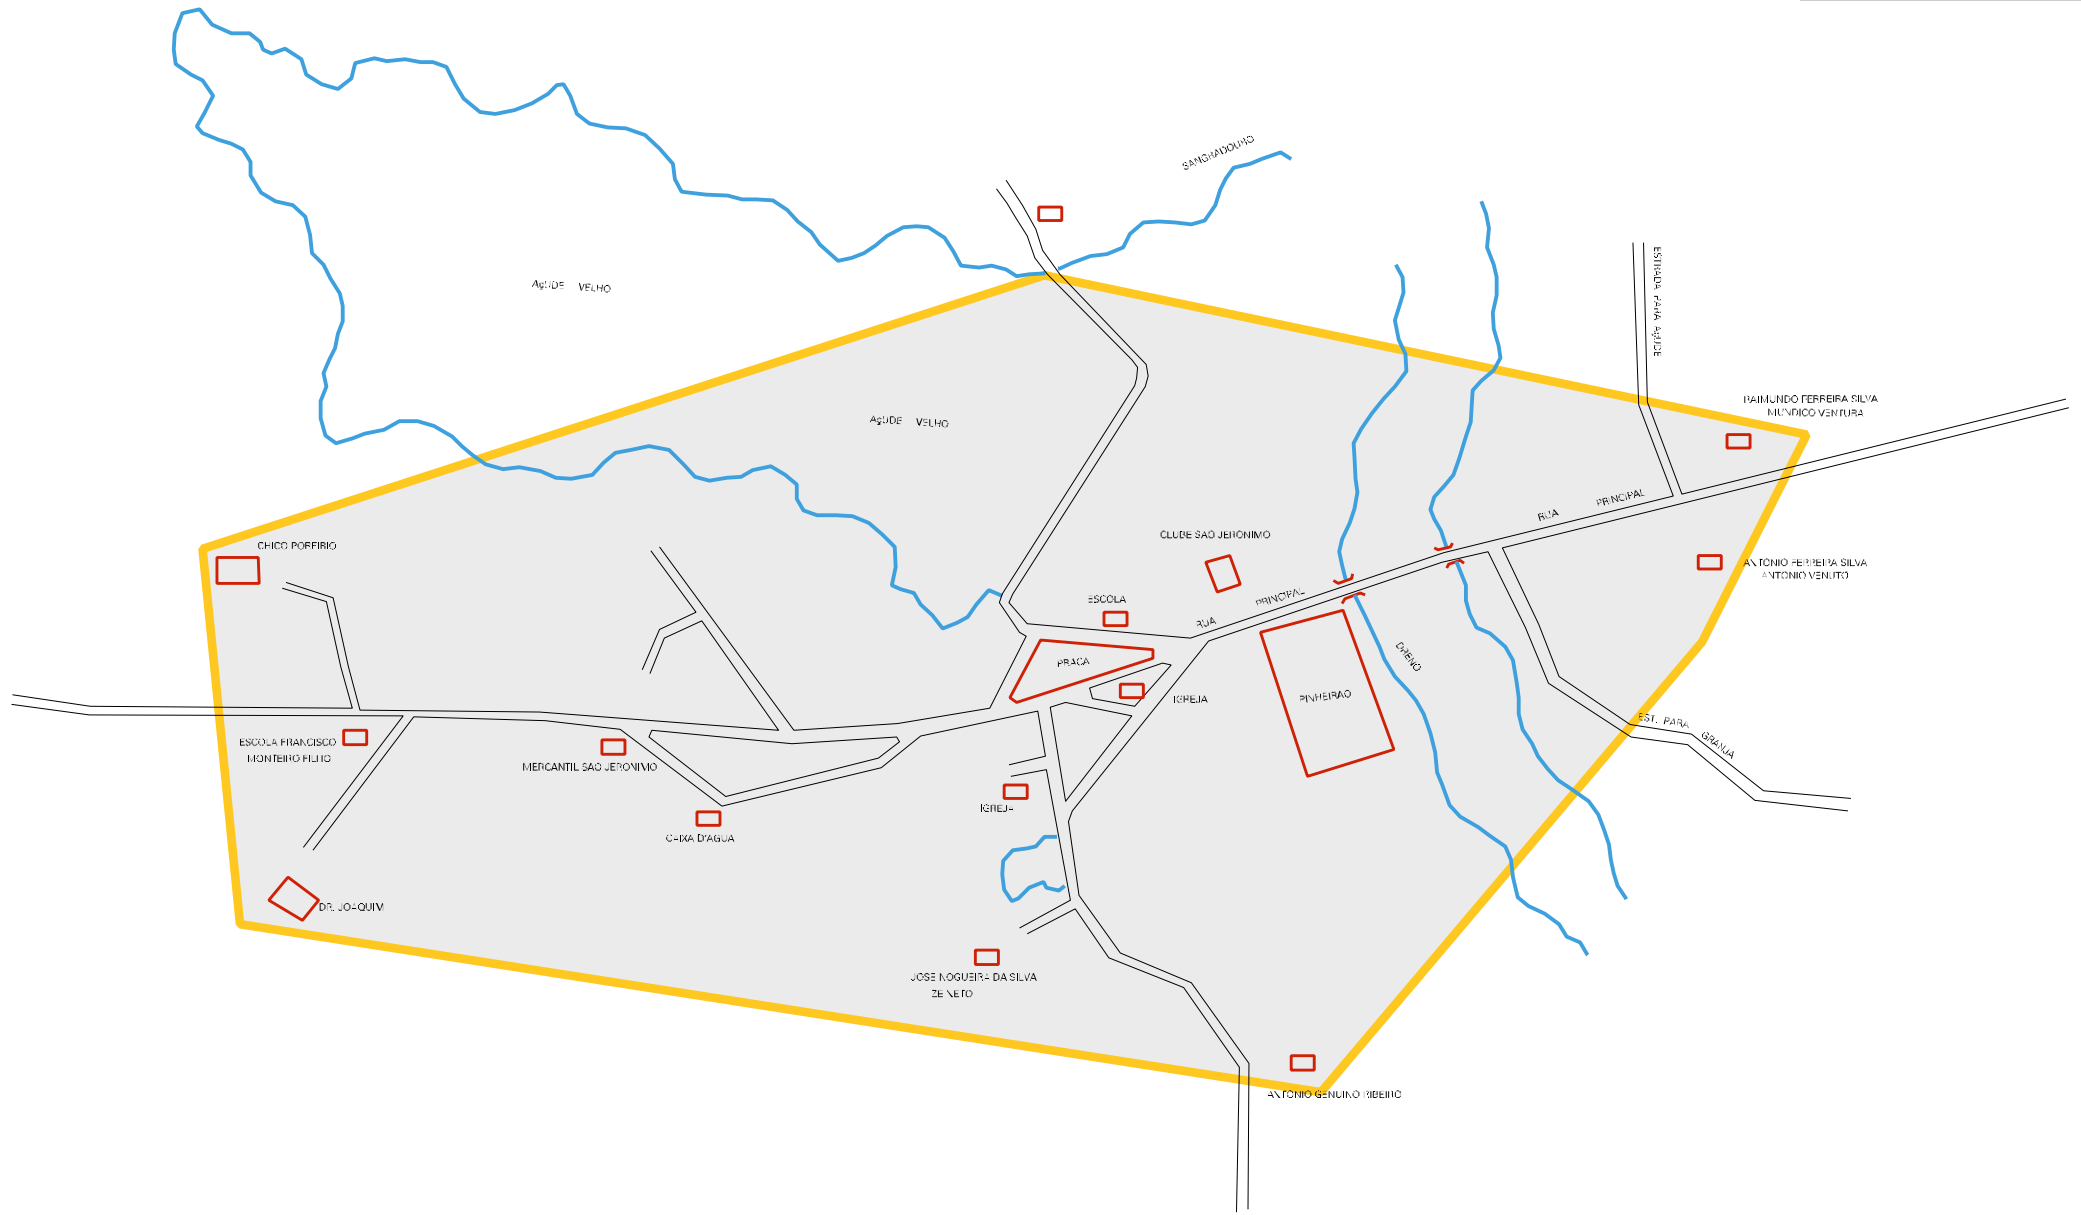 SANGRADOURO
AçUDE VELHO
ESTRADA PARA AçUDE
RAIMUNDO FERREIRA SILVA
MUNDICO VENTURA
AçUDE VELHO
RUA PRINCIPAL
CLUBE SAO JERONIMO
CHICO PORFIRIO
ANTONIO FERREIRA SILVA
ANTONIO VENUTO
ESCOLA
RUA PRINCIPAL
DRENO
PRACA
IGREJA
PINHEIRAO
EST. PARA GRANJA
ESCOLA FRANCISCO
MONTEIRO FILHO
MERCANTIL SAO JERONIMO
IGREJA
CAIXA D'AGUA
DR. JOAQUIM
JOSE NOGUEIRA DA SILVA
ZE NETO
ANTONIO GENUINO RIBEIRO